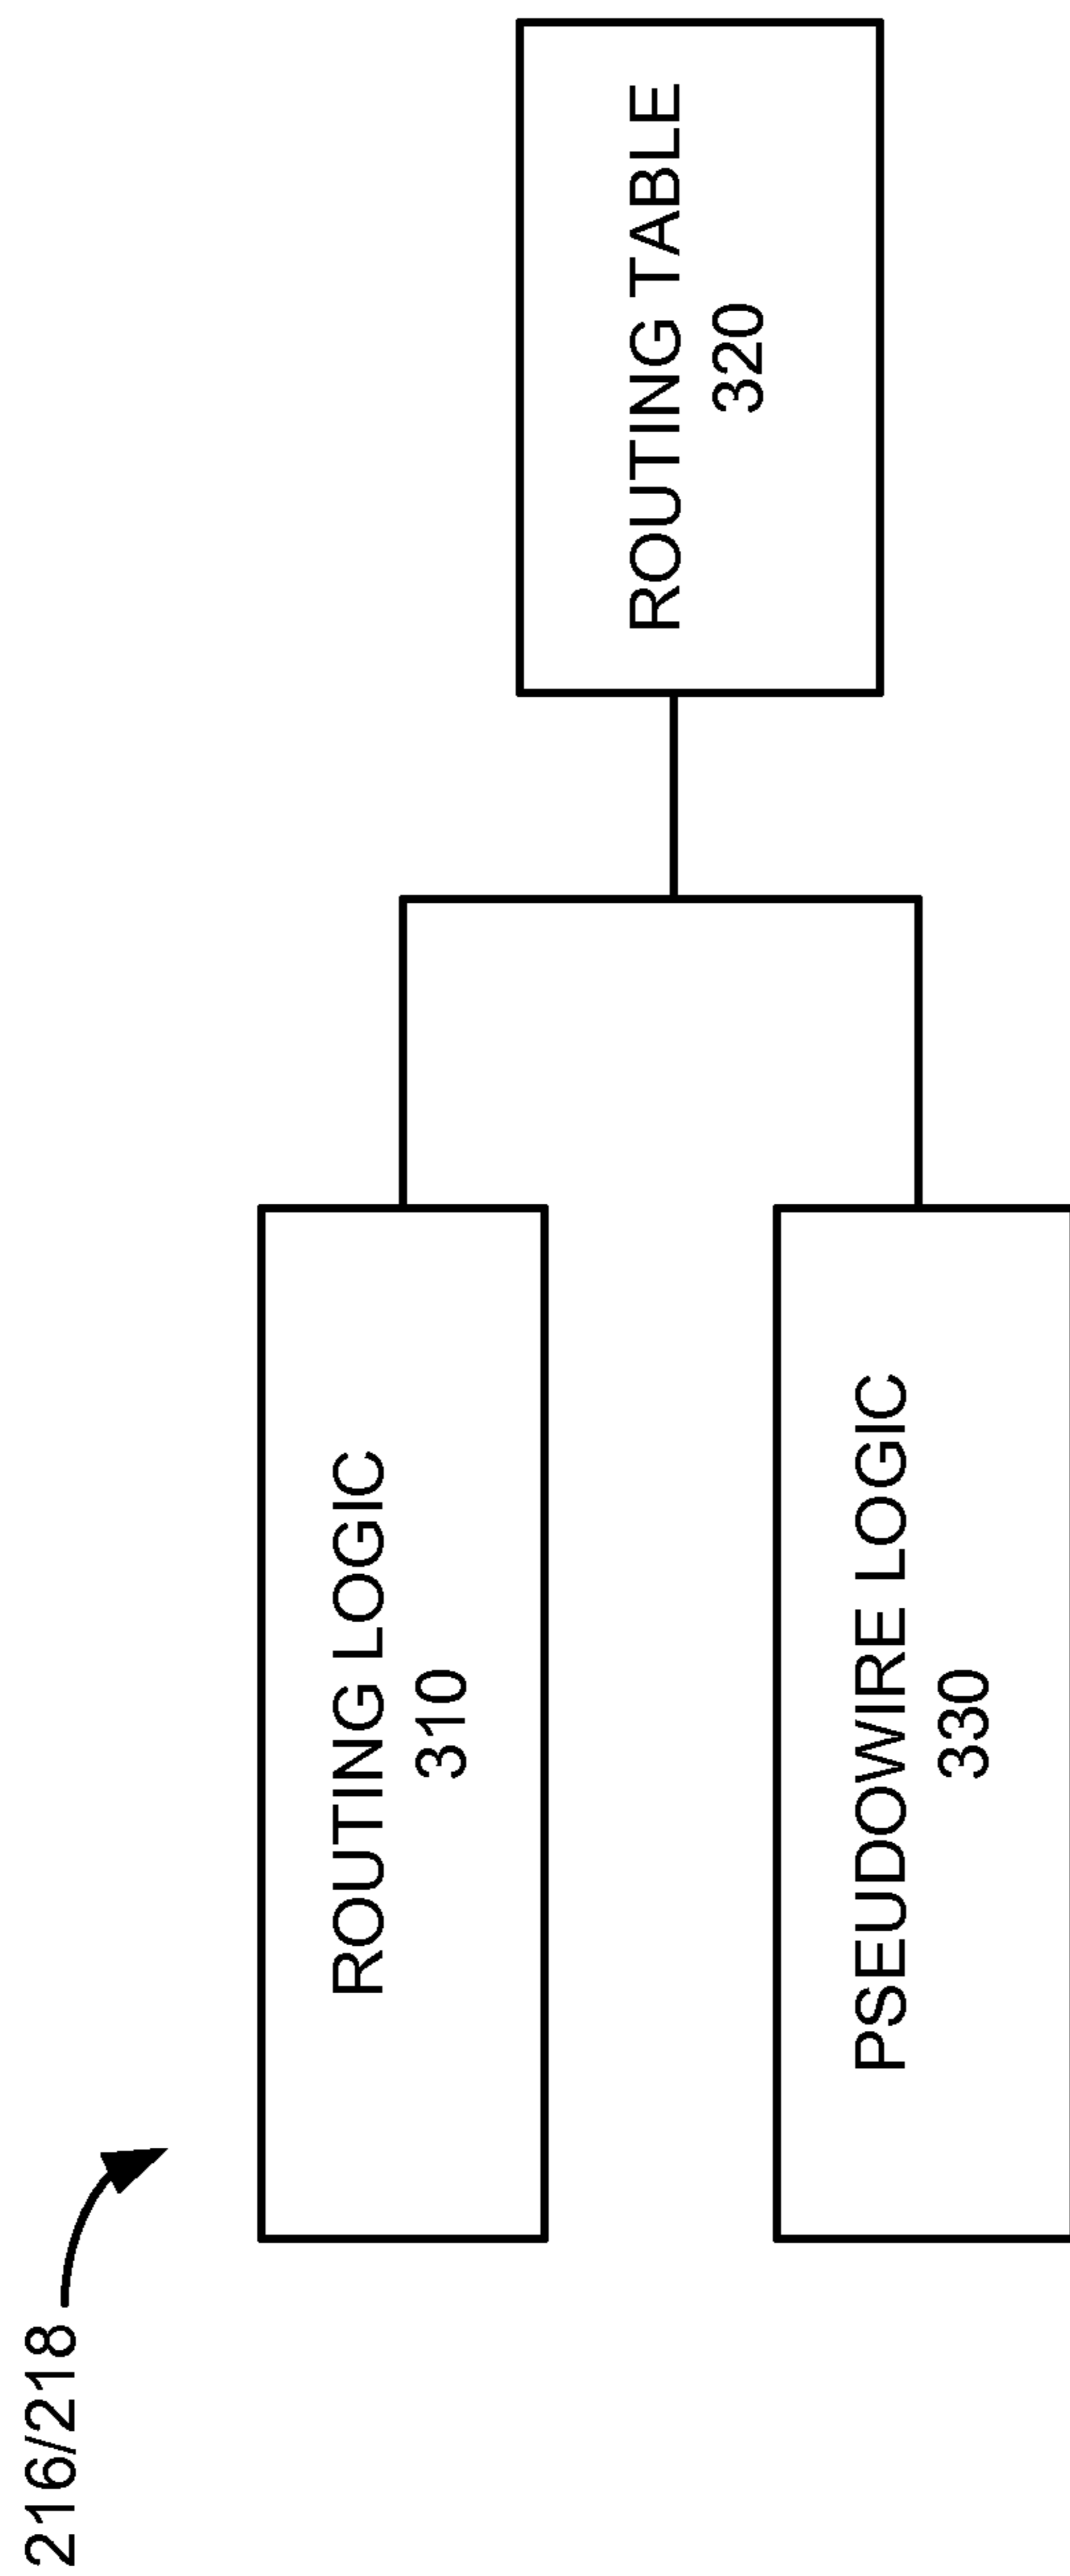 216/218
ROUTING LOGIC
310
ROUTING TABLE
320
PSEUDOWIRE LOGIC
330